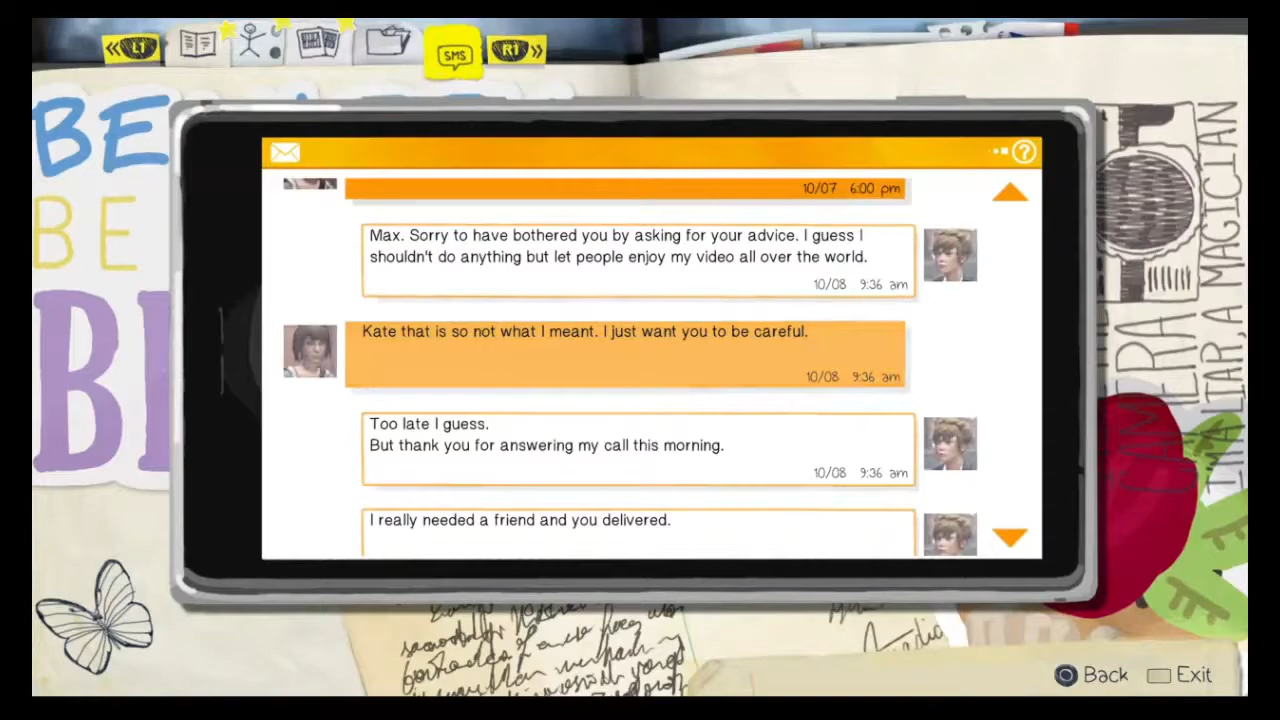 L1
SMS
R1
BE
BE
10/07 6:00 pm
Max. Sorry to have bothered you by asking for your advice. I guess I
shouldn't do anything but let people enjoy my video all over the world.
10/08 9:36 am
Kate that is so not what I meant. I just want you to be careful.
10/08 9:36 am
Too late I guess.
But thank you for answering my call this morning.
10/08 9:36 am
I really needed a friend and you delivered.
?
LIAR, A MAGICIAN
Back
Exit